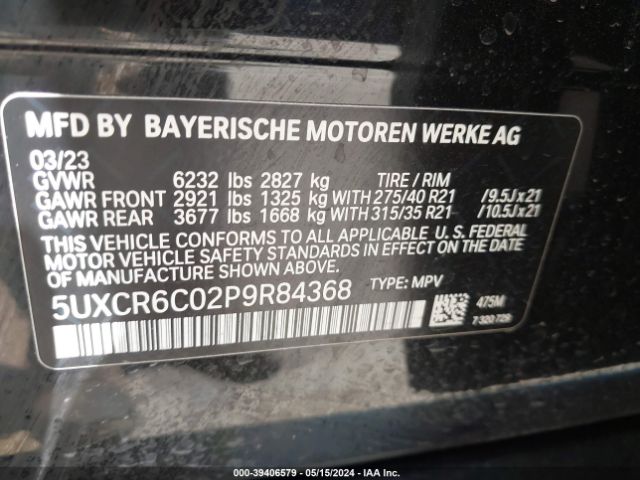 MFD BY BAYERISCHE MOTOREN WERKE AG
03/23
GVWR 6232 lbs 2827 kg TIRE / RIM
GAWR FRONT 2921 lbs 1325 kg WITH 275/40 R21 /9.5Jx21
GAWR REAR 3677 lbs 1668 kg WITH 315/35 R21 /10.5Jx21
THIS VEHICLE CONFORMS TO ALL APPLICABLE U. S. FEDERAL
MOTOR VEHICLE SAFETY STANDARDS IN EFFECT ON THE DATE
OF MANUFACTURE SHOWN ABOVE.
5UXCR6C02P9R84368 TYPE: MPV
475M
7 320 729
000-39406579 - 05/15/2024 - IAA Inc.